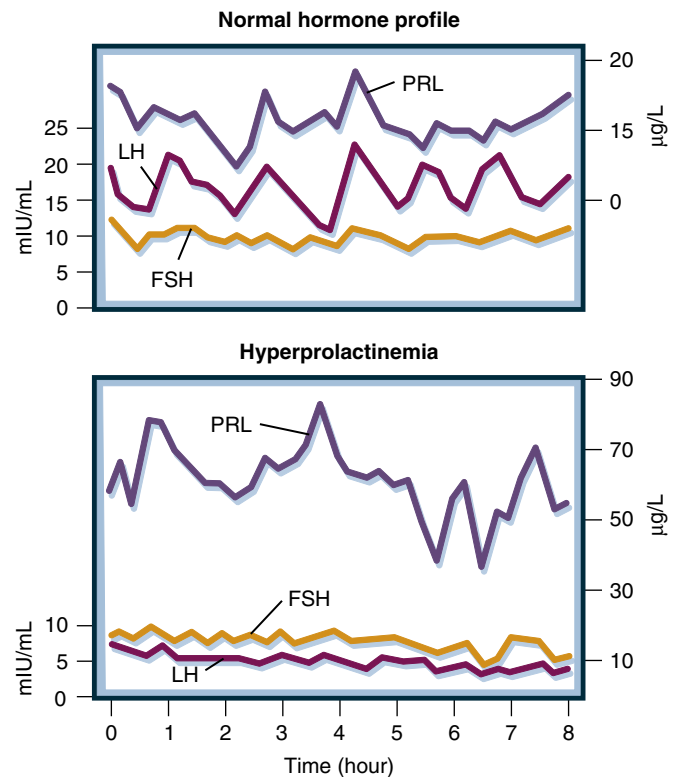 Normal hormone profile
20
PRL
25
15
µg/L
LH
20
mIU/mL
15
0
10
FSH
5
0
Hyperprolactinemia
90
PRL
70
50
µg/L
30
FSH
10
mIU/mL
5
10
LH
0
0 1 2 3 4 5 6 7 8
Time (hour)